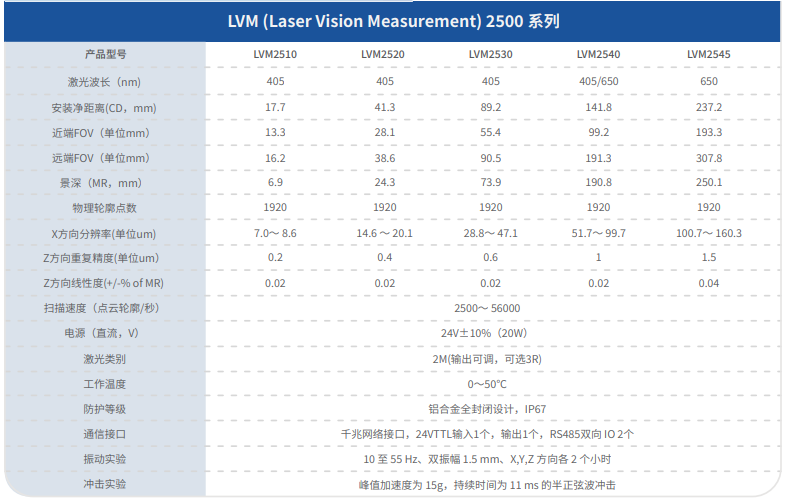 LVM (Laser Vision Measurement) 2500 系列
产品型号 LVM2510 LVM2520 LVM2530 LVM2540 LVM2545
激光波长（nm) 405 405 405 405/650 650
安装净距离(CD，mm) 17.7 41.3 89.2 141.8 237.2
近端FOV（单位mm） 13.3 28.1 55.4 99.2 193.3
远端FOV（单位mm） 16.2 38.6 90.5 191.3 307.8
景深（MR，mm） 6.9 24.3 73.9 190.8 250.1
物理轮廓点数 1920 1920 1920 1920 1920
X方向分辨率(单位um) 7.0～ 8.6 14.6 ～ 20.1 28.8～ 47.1 51.7～ 99.7 100.7～ 160.3
Z方向重复精度(单位um） 0.2 0.4 0.6 1 1.5
Z方向线性度(+/-% of MR) 0.02 0.02 0.02 0.02 0.04
扫描速度（点云轮廓/秒） 2500～ 56000
电源（直流，V） 24V±10%（20W）
激光类别 2M(输出可调，可选3R)
工作温度 0～50℃
防护等级 铝合金全封闭设计，IP67
通信接口 千兆网络接口，24VTTL输入1个，输出1个，RS485双向 IO 2个
振动实验 10 至 55 Hz、双振幅 1.5 mm、X,Y,Z 方向各 2 个小时
冲击实验 峰值加速度为 15g，持续时间为 11 ms 的半正弦波冲击